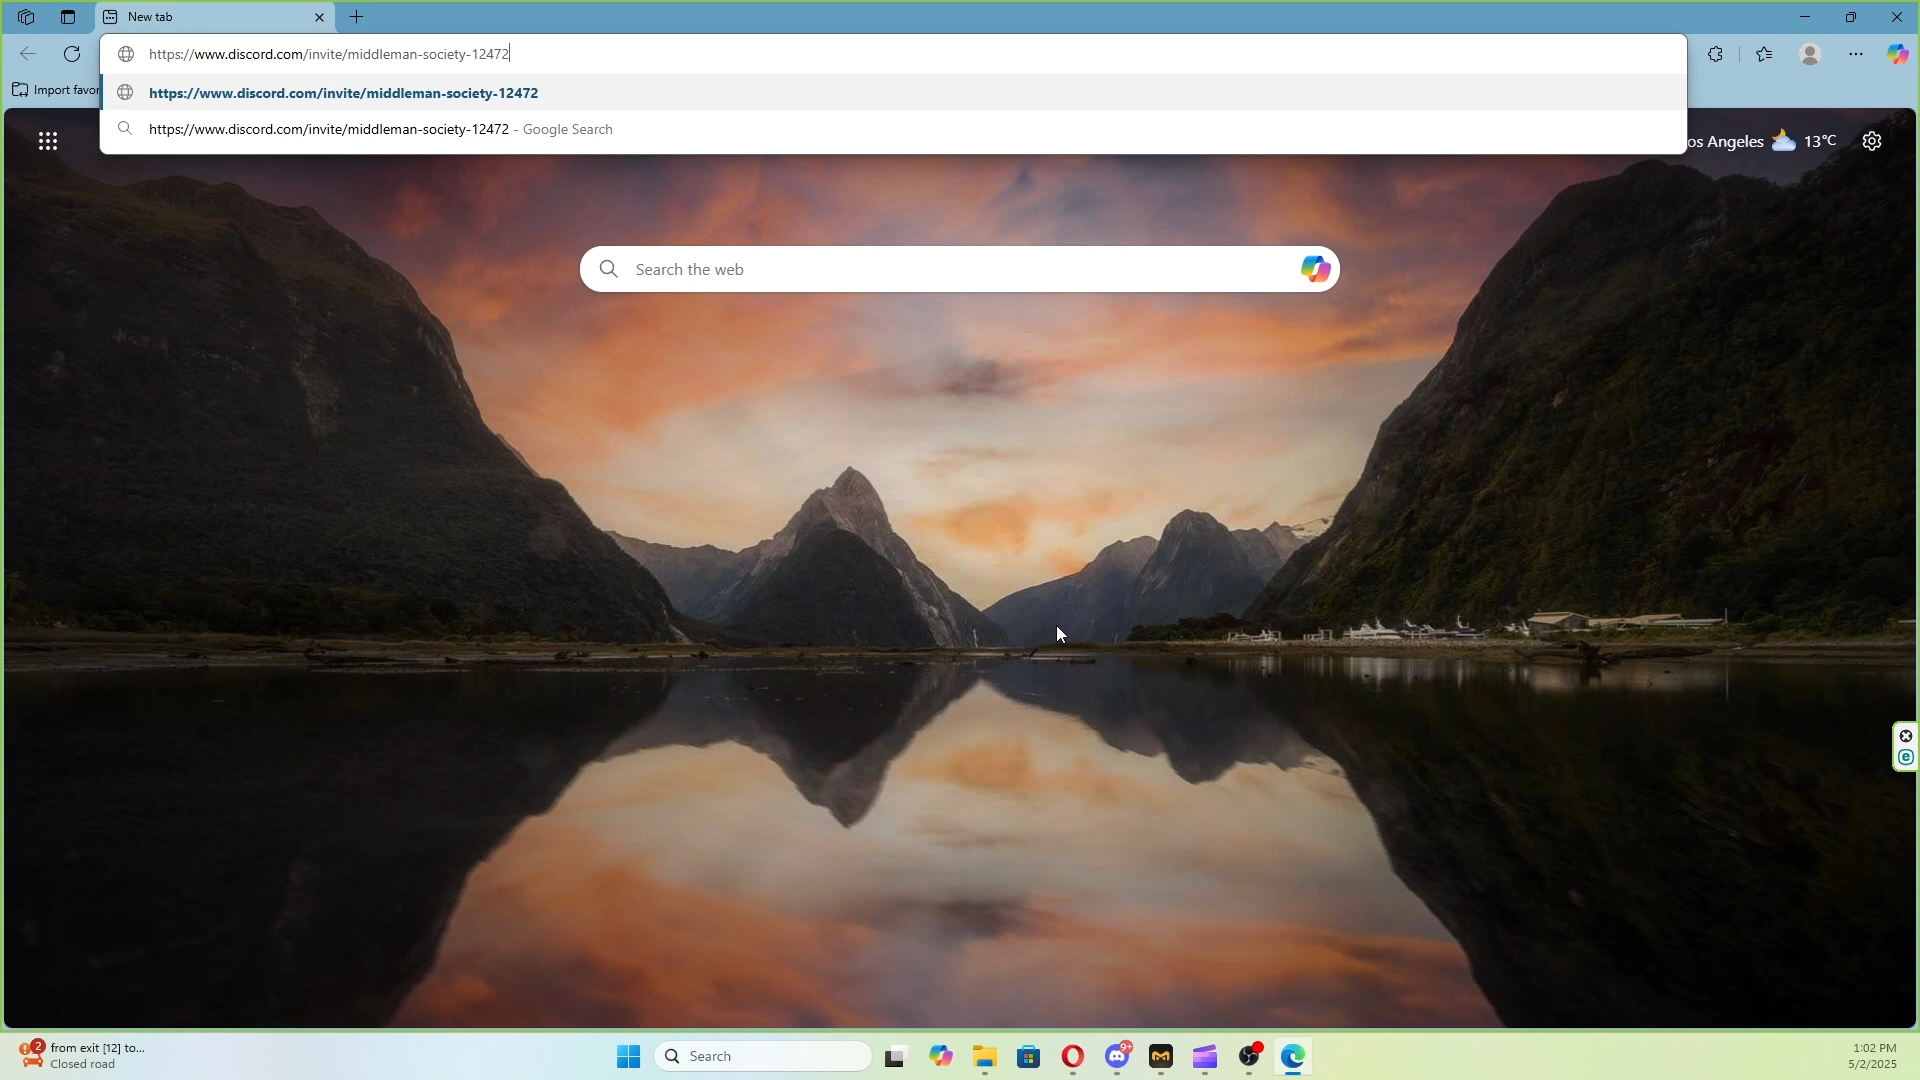 New tab
https://www.discord.com/invite/middleman-society-12472
Import favor
https://www.discord.com/invite/middleman-society-12472
https://www.discord.com/invite/middleman-society-12472 - Google Search
os Angeles 13°C
Search the web
2
from exit [12] to...
Closed road
Search
9+
1:02 PM
5/2/2025